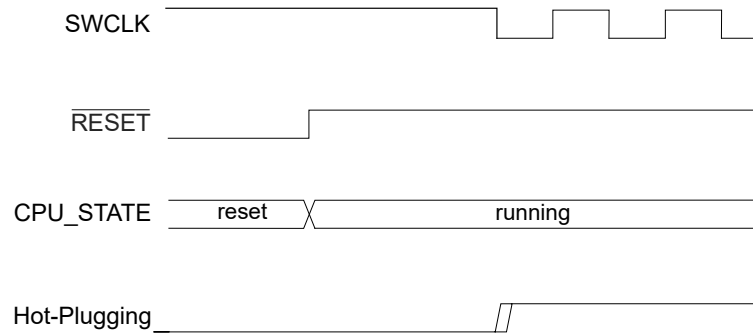 SWCLK
RESET
CPU_STATE
reset
running
Hot-Plugging